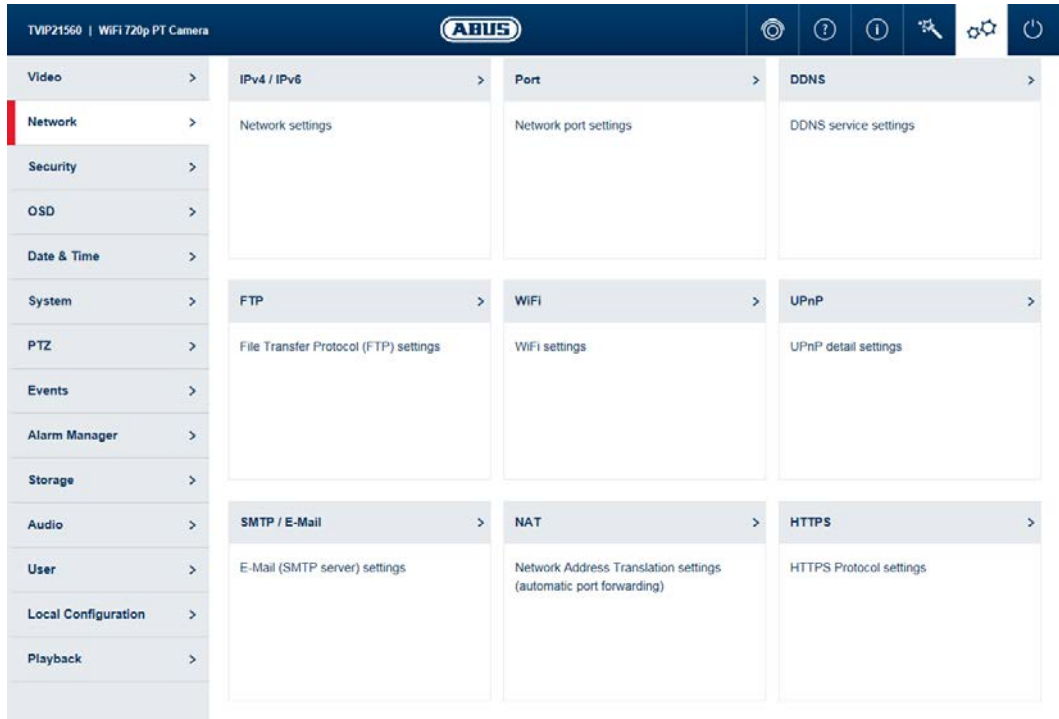 TVIP21560 | WiFi 720p PT Camera
ABUS
Video
Network
Security
OSD
Date & Time
System
PTZ
Events
Alarm Manager
Storage
Audio
User
Local Configuration
Playback
IPv4 / IPv6
Network settings
Port
Network port settings
DDNS
DDNS service settings
FTP
File Transfer Protocol (FTP) settings
WiFi
WiFi settings
UPnP
UPnP detail settings
SMTP / E-Mail
E-Mail (SMTP server) settings
NAT
Network Address Translation settings
(automatic port forwarding)
HTTPS
HTTPS Protocol settings